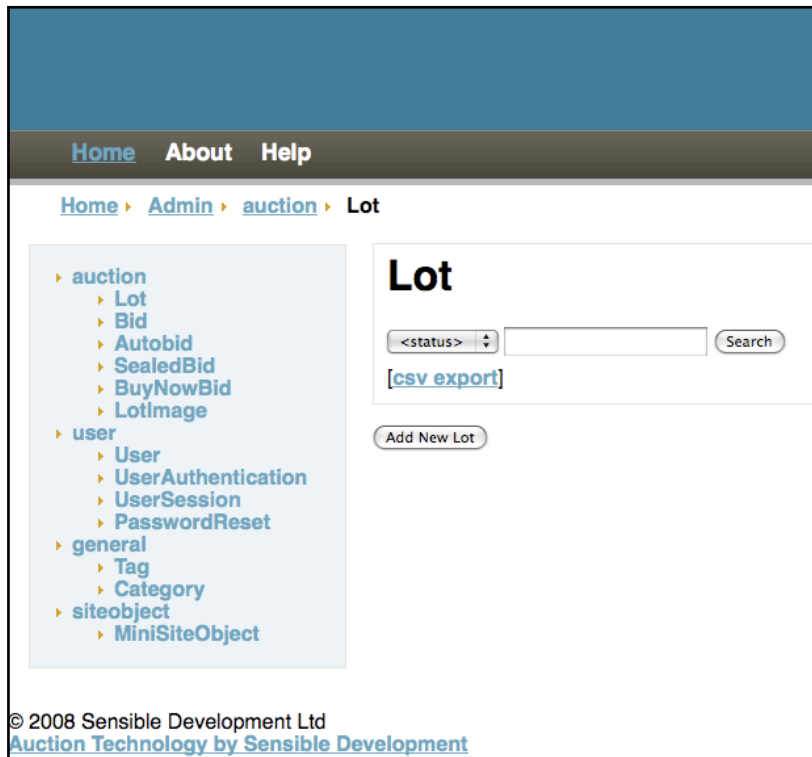 Home About Help
Home Admin auction Lot
auction
Lot
Bid
Autobid
SealedBid
BuyNowBid
LotImage
user
User
UserAuthentication
UserSession
PasswordReset
general
Tag
Category
siteobject
MiniSiteObject
Lot
<status> Search
[csv export]
Add New Lot
© 2008 Sensible Development Ltd
Auction Technology by Sensible Development